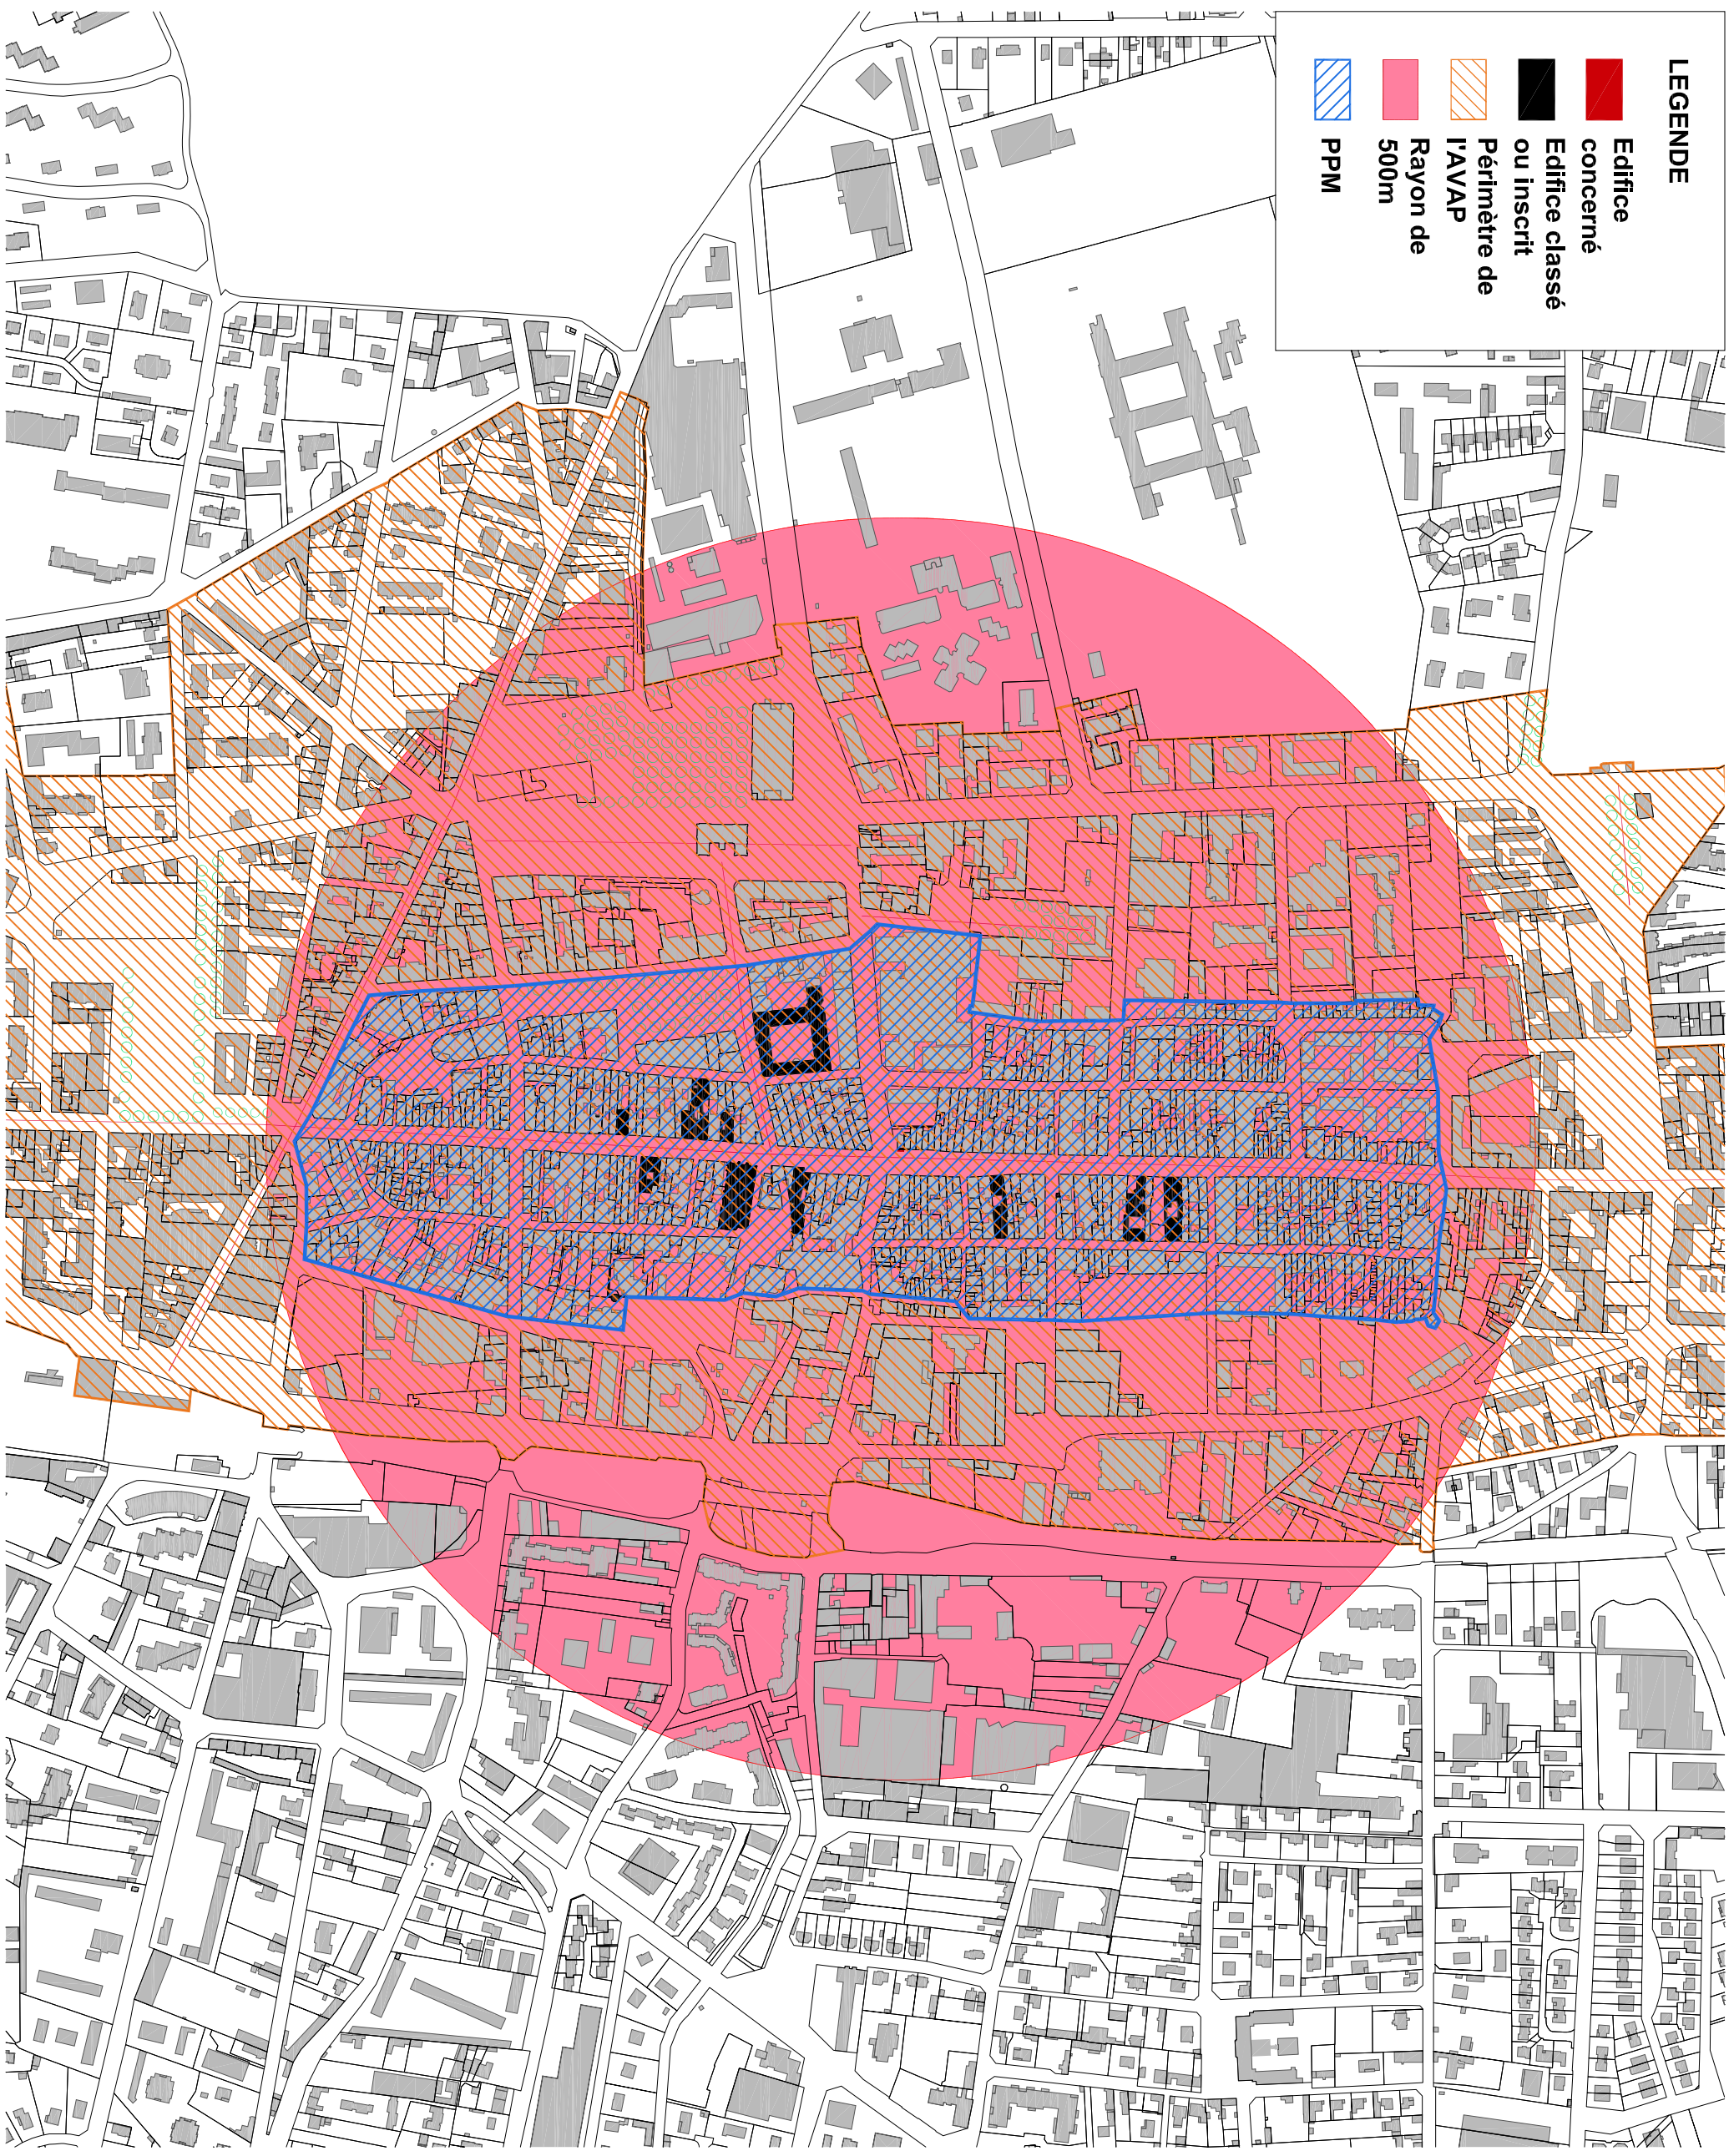 LEGENDE
Edifice
concerné
Edifice classé
ou inscrit
Périmètre de
l'AVAP
Rayon de
500m
PPM